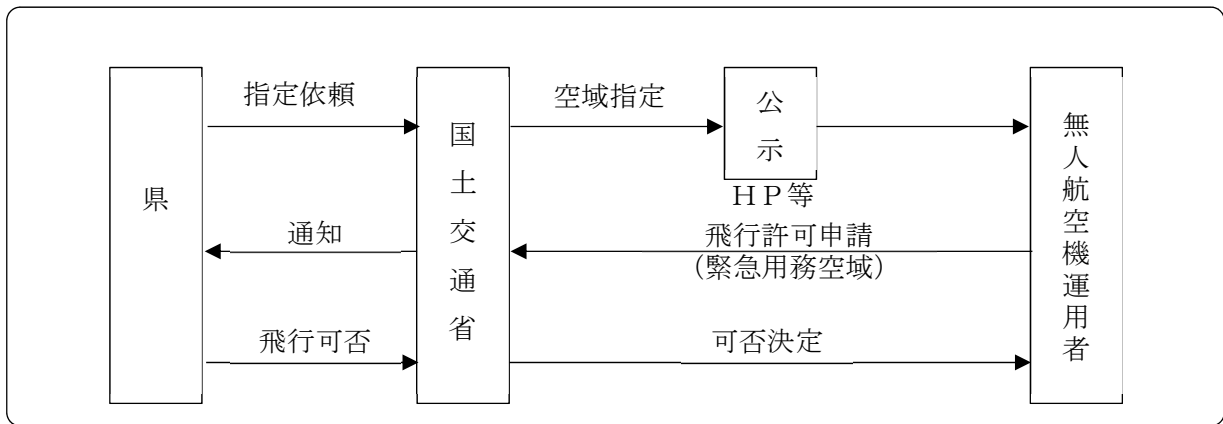 県
指定依頼
通知
飛行可否
国土交通省
空域指定
公示
ＨＰ等
飛行許可申請
（緊急用務空域）
可否決定
無人航空機運用者